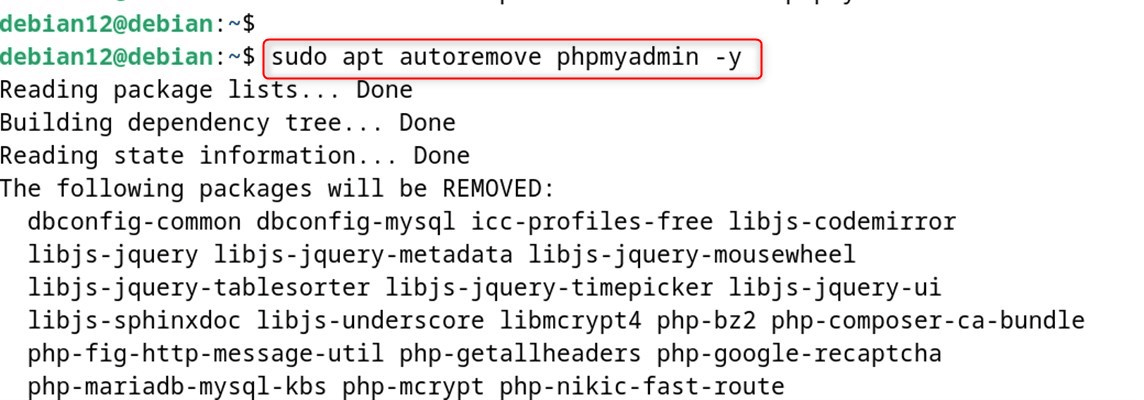 debian12@debian:~$
debian12@debian:~$ sudo apt autoremove phpmyadmin -y
Reading package lists... Done
Building dependency tree... Done
Reading state information... Done
The following packages will be REMOVED:
  dbconfig-common dbconfig-mysql icc-profiles-free libjs-codemirror
  libjs-jquery libjs-jquery-metadata libjs-jquery-mousewheel
  libjs-jquery-tablesorter libjs-jquery-timepicker libjs-jquery-ui
  libjs-sphinxdoc libjs-underscore libmcrypt4 php-bz2 php-composer-ca-bundle
  php-fig-http-message-util php-getallheaders php-google-recaptcha
  php-mariadb-mysql-kbs php-mcrypt php-nikic-fast-route